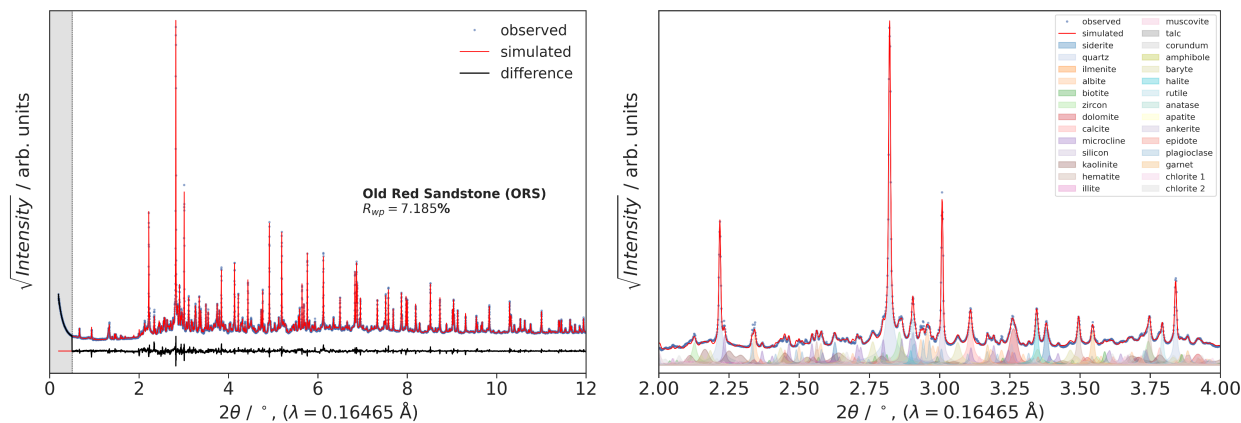 √Intensity / arb. units
observed
simulated
difference
Old Red Sandstone (ORS)
R_wp = 7.185%
0 2 4 6 8 10 12
2θ / °, (λ = 0.16465 Å)
√Intensity / arb. units
observed
simulated
siderite
quartz
ilmenite
albite
biotite
zircon
dolomite
calcite
microcline
silicon
kaolinite
hematite
illite
muscovite
talc
corundum
amphibole
baryte
halite
rutile
anatase
apatite
ankerite
epidote
plagioclase
garnet
chlorite 1
chlorite 2
2.00 2.25 2.50 2.75 3.00 3.25 3.50 3.75 4.00
2θ / °, (λ = 0.16465 Å)